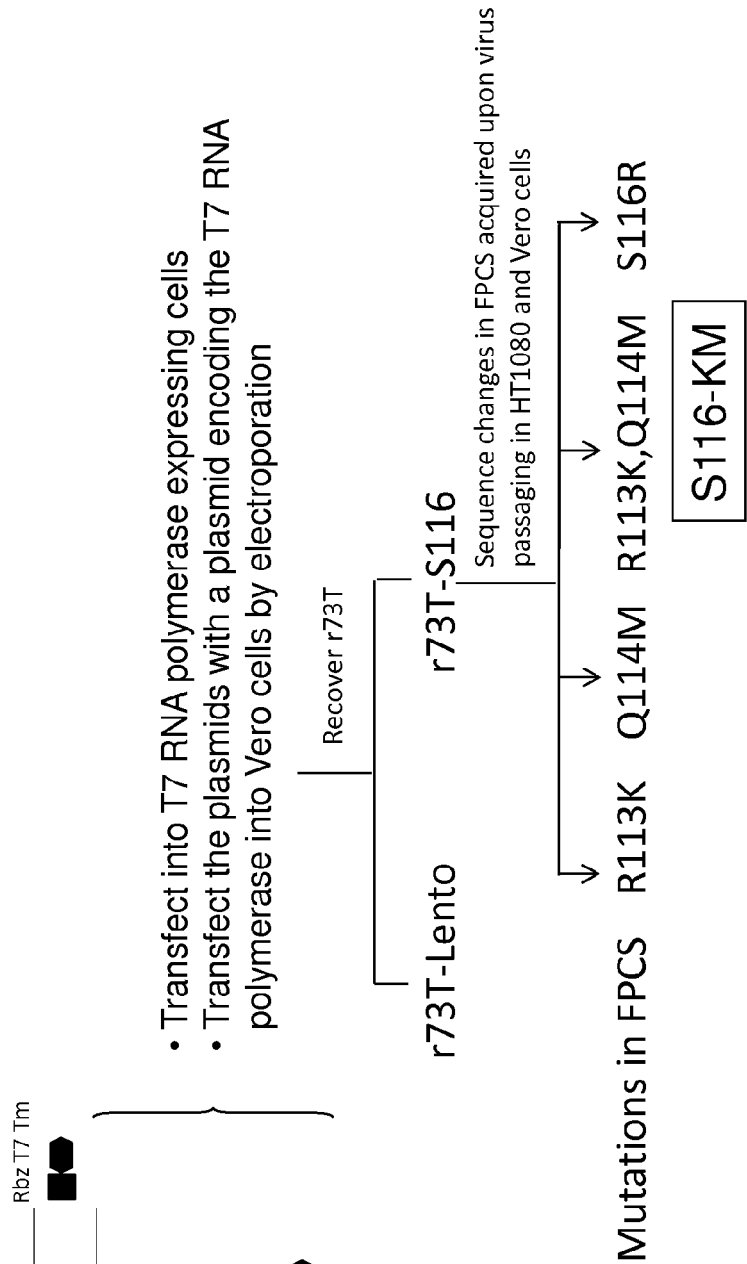 Rbz T7 Tm
• Transfect into T7 RNA polymerase expressing cells
• Transfect the plasmids with a plasmid encoding the T7 RNA
polymerase into Vero cells by electroporation
Recover r73T
r73T-Lento r73T-S116
Sequence changes in FPCS acquired upon virus
passaging in HT1080 and Vero cells
Mutations in FPCS R113K Q114M R113K,Q114M S116R
S116-KM